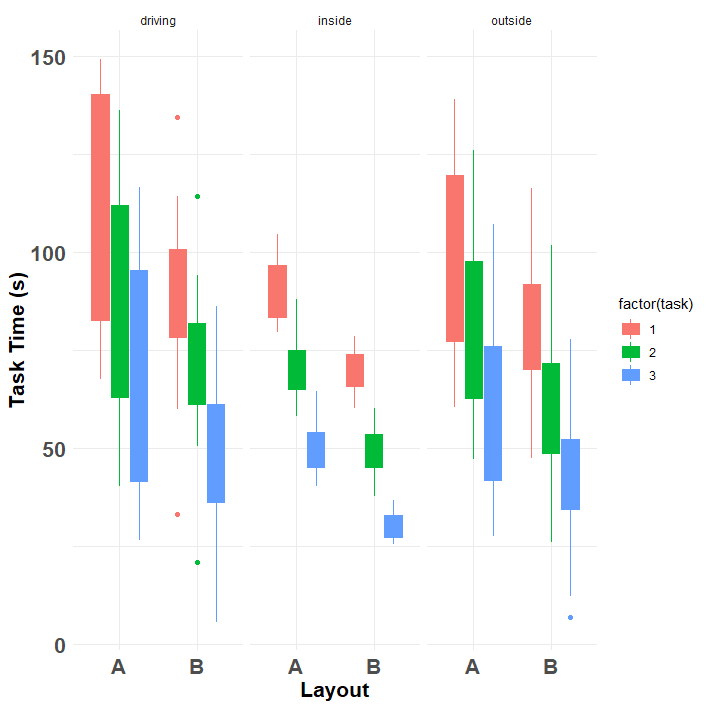 driving inside outside
150
100
50
0
Task Time (s)
A B A B A B
Layout
factor(task)
1
2
3